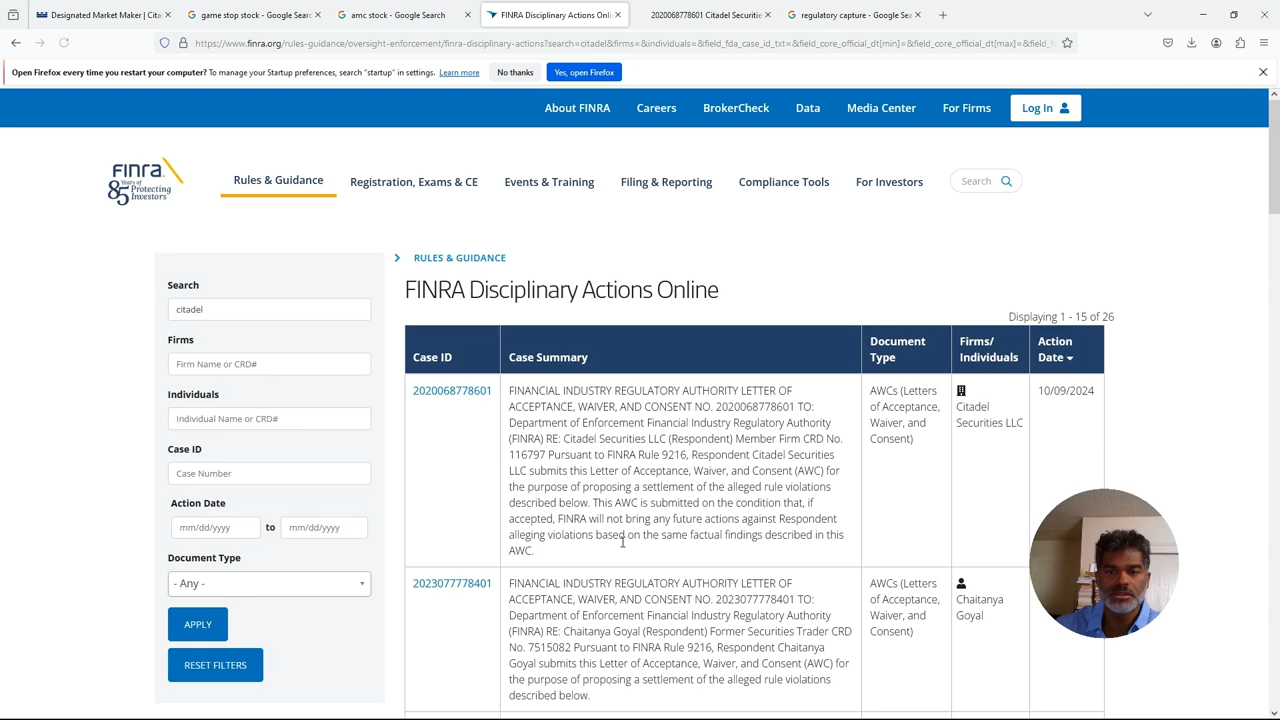 Designated Market Maker | Cita
game stop stock - Google Sear
amc stock - Google Search
FINRA Disciplinary Actions Onli
2020068778601 Citadel Securiti
regulatory capture - Google Se
https://www.finra.org/rules-guidance/oversight-enforcement/finra-disciplinary-actions?search=citadel&firms=&individuals=&field_fda_case_id_txt=&field_core_official_dt[min]=&field_core_official_dt[max]=&field_f
Open Firefox every time you restart your computer? To manage your Startup preferences, search "startup" in settings. Learn more No thanks Yes, open Firefox
About FINRA Careers BrokerCheck Data Media Center For Firms Log In
finra
85 Years of Protecting Investors
Rules & Guidance Registration, Exams & CE Events & Training Filing & Reporting Compliance Tools For Investors Search
Search
citadel
Firms
Firm Name or CRD#
Individuals
Individual Name or CRD#
Case ID
Case Number
Action Date
mm/dd/yyyy to mm/dd/yyyy
Document Type
- Any -
APPLY
RESET FILTERS
RULES & GUIDANCE
FINRA Disciplinary Actions Online
Displaying 1 - 15 of 26
Case ID
Case Summary
Document
Type
Firms/
Individuals
Action
Date
2020068778601
FINANCIAL INDUSTRY REGULATORY AUTHORITY LETTER OF
ACCEPTANCE, WAIVER, AND CONSENT NO. 2020068778601 TO:
Department of Enforcement Financial Industry Regulatory Authority
(FINRA) RE: Citadel Securities LLC (Respondent) Member Firm CRD No.
116797 Pursuant to FINRA Rule 9216, Respondent Citadel Securities
LLC submits this Letter of Acceptance, Waiver, and Consent (AWC) for
the purpose of proposing a settlement of the alleged rule violations
described below. This AWC is submitted on the condition that, if
accepted, FINRA will not bring any future actions against Respondent
alleging violations based on the same factual findings described in this
AWC.
AWCs (Letters
of Acceptance,
Waiver, and
Consent)
Citadel
Securities LLC
10/09/2024
2023077778401
FINANCIAL INDUSTRY REGULATORY AUTHORITY LETTER OF
ACCEPTANCE, WAIVER, AND CONSENT NO. 2023077778401 TO:
Department of Enforcement Financial Industry Regulatory Authority
(FINRA) RE: Chaitanya Goyal (Respondent) Former Securities Trader CRD
No. 7515082 Pursuant to FINRA Rule 9216, Respondent Chaitanya
Goyal submits this Letter of Acceptance, Waiver, and Consent (AWC) for
the purpose of proposing a settlement of the alleged rule violations
described below.
AWCs (Letters
of Acceptance,
Waiver, and
Consent)
Chaitanya
Goyal